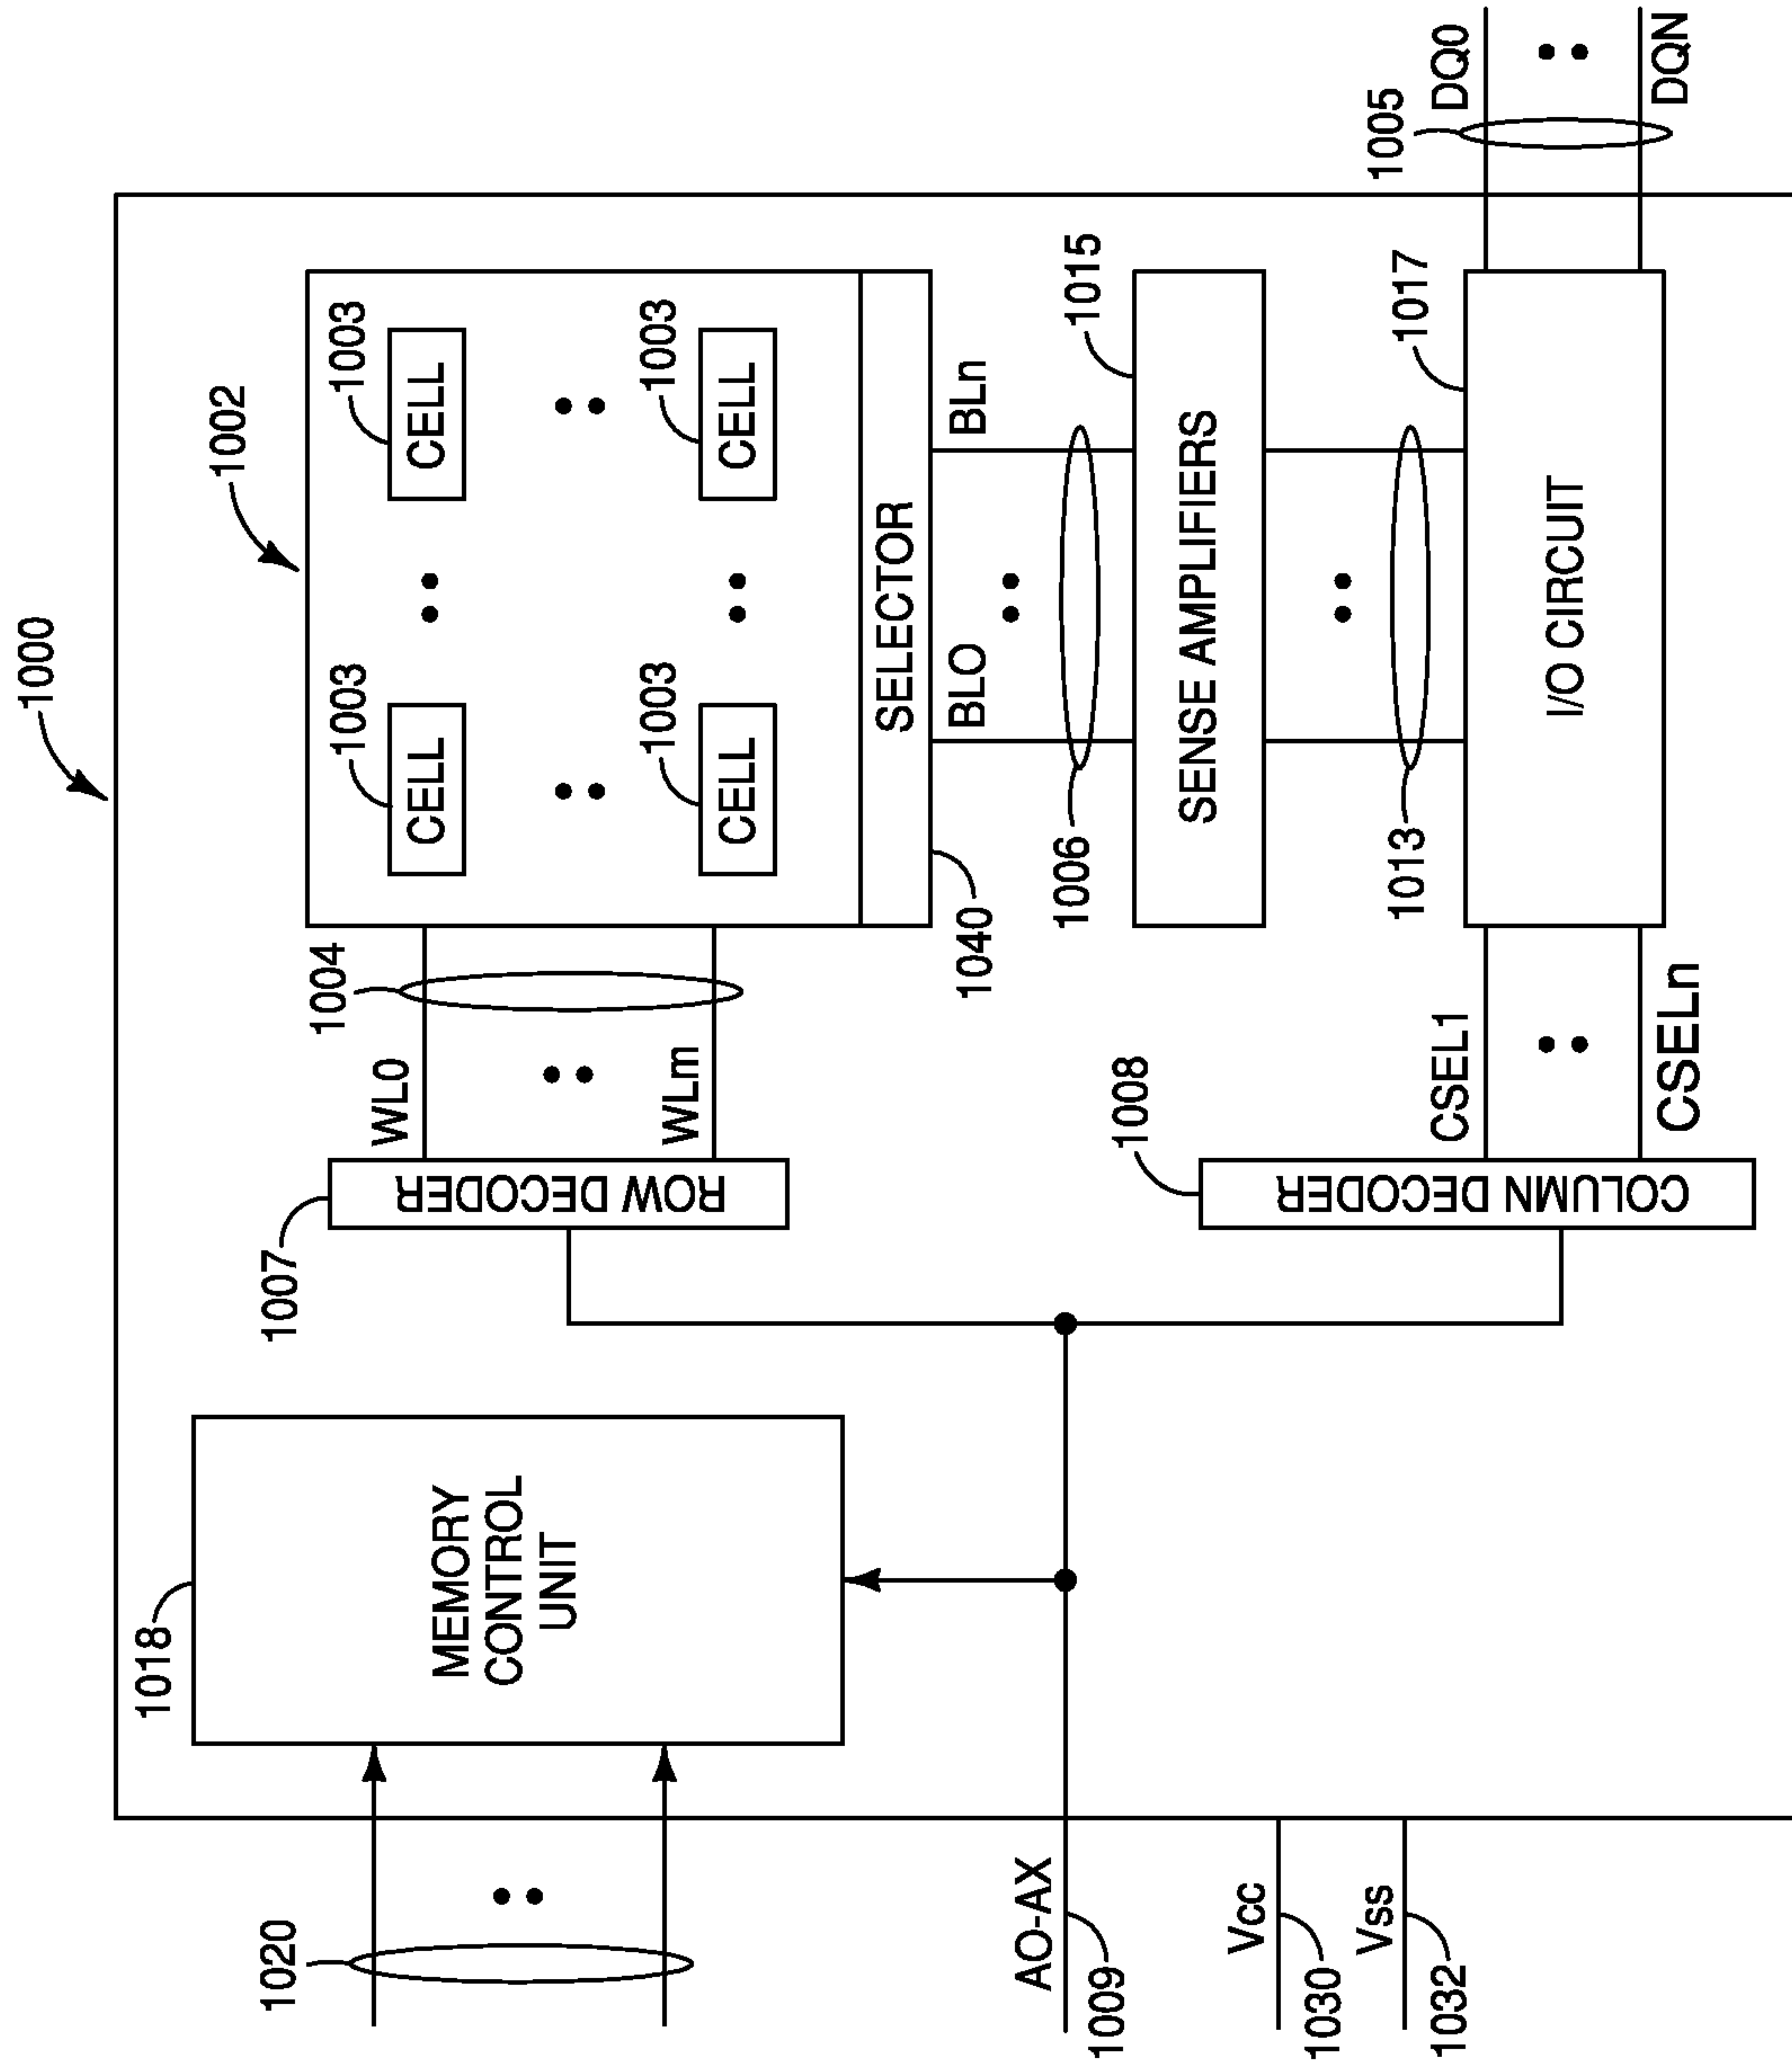 1000
1002
1020
1018
MEMORY
CONTROL
UNIT
1007
ROW DECODER
WL0
WLm
1004
1003
CELL
1003
CELL
1003
CELL
1003
CELL
SELECTOR
1040
BLO
BLn
1006
1015
SENSE AMPLIFIERS
1013
1017
I/O CIRCUIT
1008
COLUMN DECODER
CSEL1
CSELn
1005
DQ0
DQN
AO-AX
1009
Vcc
1030
Vss
1032